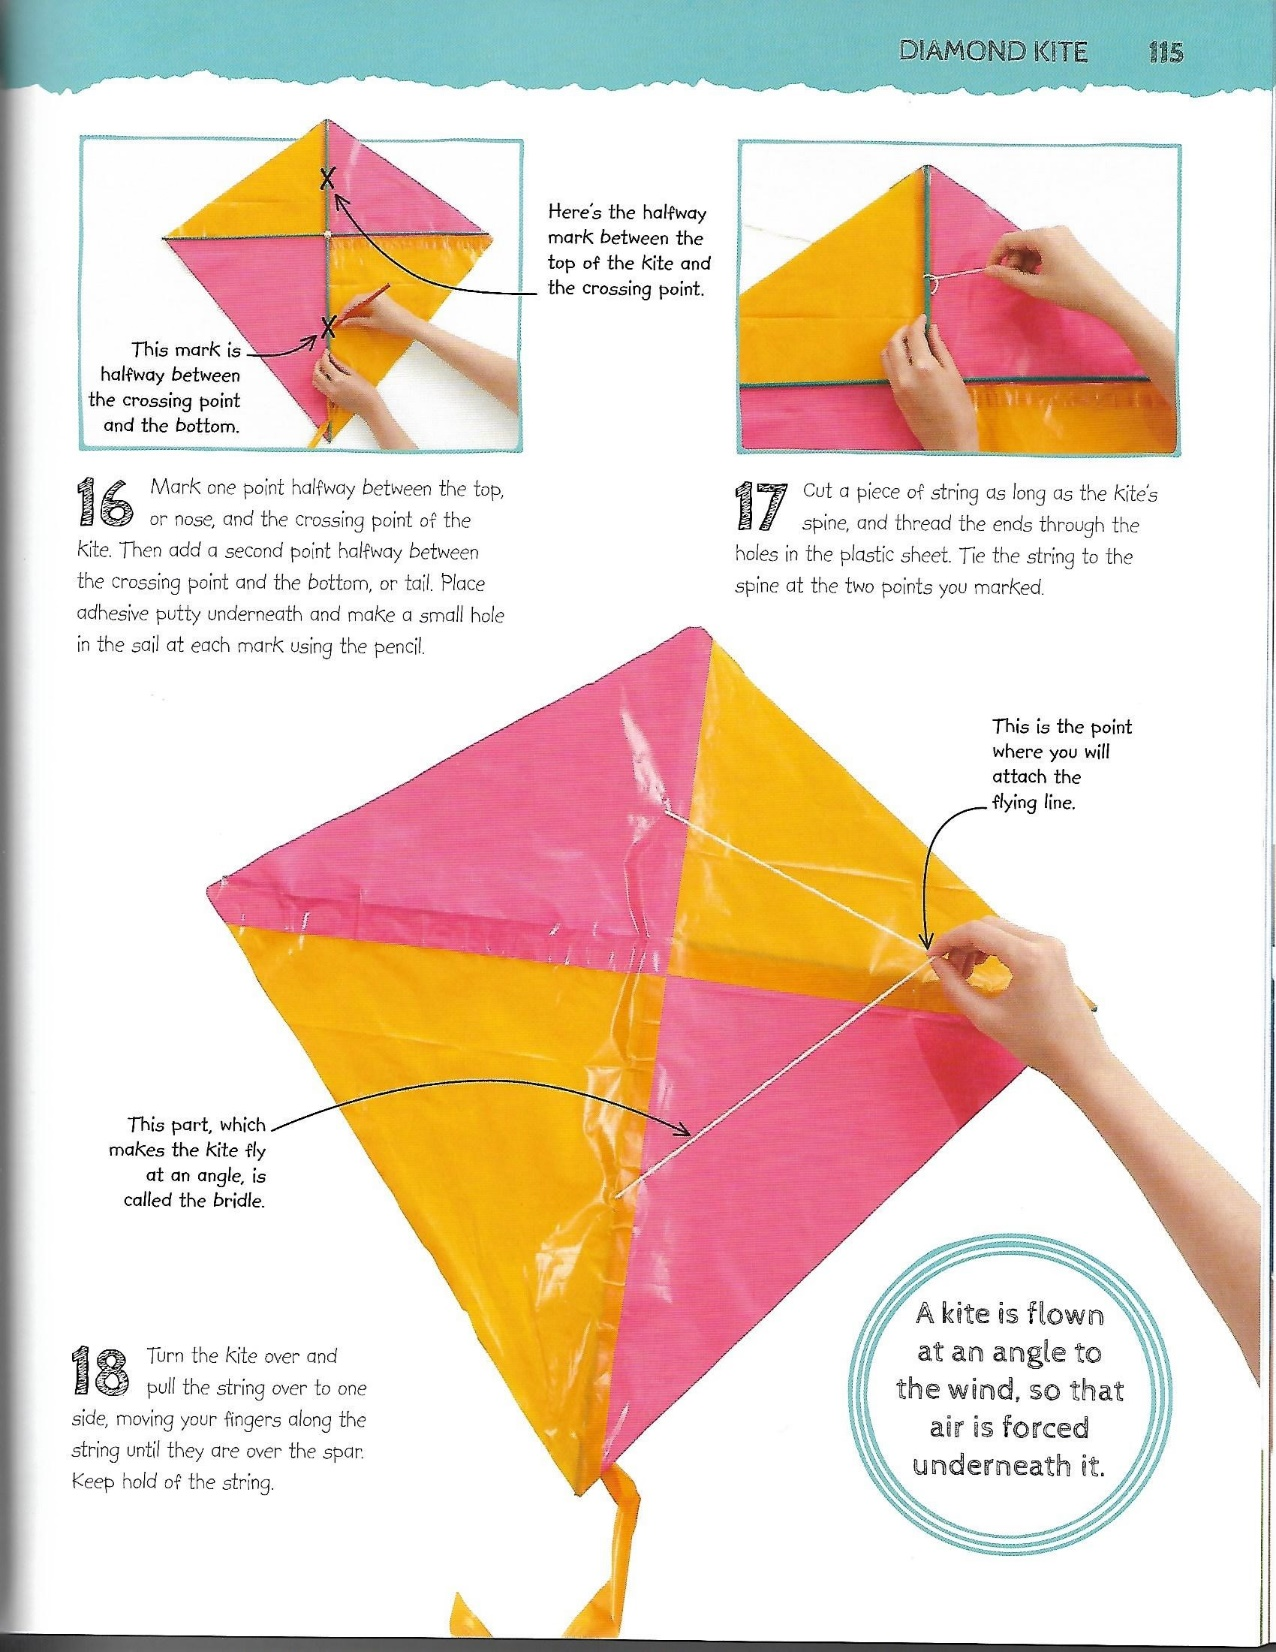 DIAMOND KITE 115
Here's the halfway
mark between the
top of the kite and
the crossing point.
This mark is
halfway between
the crossing point
and the bottom.
16 Mark one point halfway between the top,
or nose, and the crossing point of the
kite. Then add a second point halfway between
the crossing point and the bottom, or tail. Place
adhesive putty underneath and make a small hole
in the sail at each mark using the pencil.
17 Cut a piece of string as long as the kite's
spine, and thread the ends through the
holes in the plastic sheet. Tie the string to the
spine at the two points you marked.
This is the point
where you will
attach the
flying line.
This part, which
makes the kite fly
at an angle, is
called the bridle.
18 Turn the kite over and
pull the string over to one
side, moving your fingers along the
string until they are over the spar.
Keep hold of the string.
A kite is flown
at an angle to
the wind, so that
air is forced
underneath it.